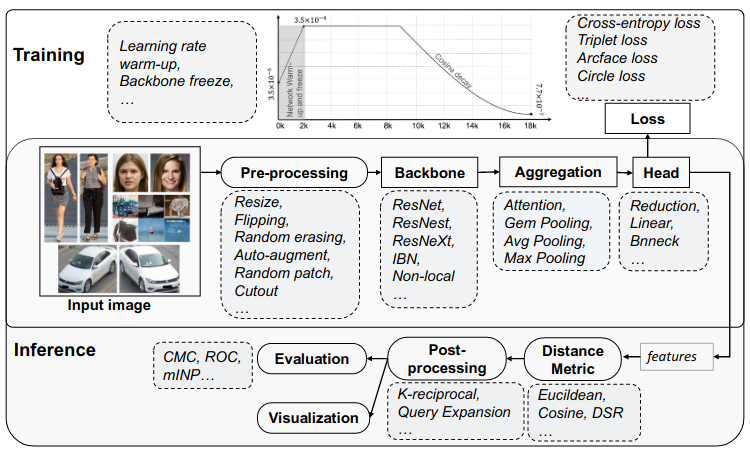 Training
Learning rate
warm-up,
Backbone freeze,
…
3.5×10⁻⁴
3.5×10⁻⁶
Network Warm-
up and freeze
Cosine decay
7.7×10⁻⁷
0k 2k 4k 6k 8k 10k 12k 14k 16k 18k
Cross-entropy loss
Triplet loss
Arcface loss
Circle loss
…
Loss
Input image
Pre-processing
Resize,
Flipping,
Random erasing,
Auto-augment,
Random patch,
Cutout
…
Backbone
ResNet,
ResNest,
ResNeXt,
IBN,
Non-local
…
Aggregation
Attention,
Gem Pooling,
Avg Pooling,
Max Pooling
Head
Reduction,
Linear,
Bnneck
…
Inference
CMC, ROC,
mINP…
Evaluation
Visualization
Post-
processing
K-reciprocal,
Query Expansion
…
Distance
Metric
Eucildean,
Cosine, DSR
…
features